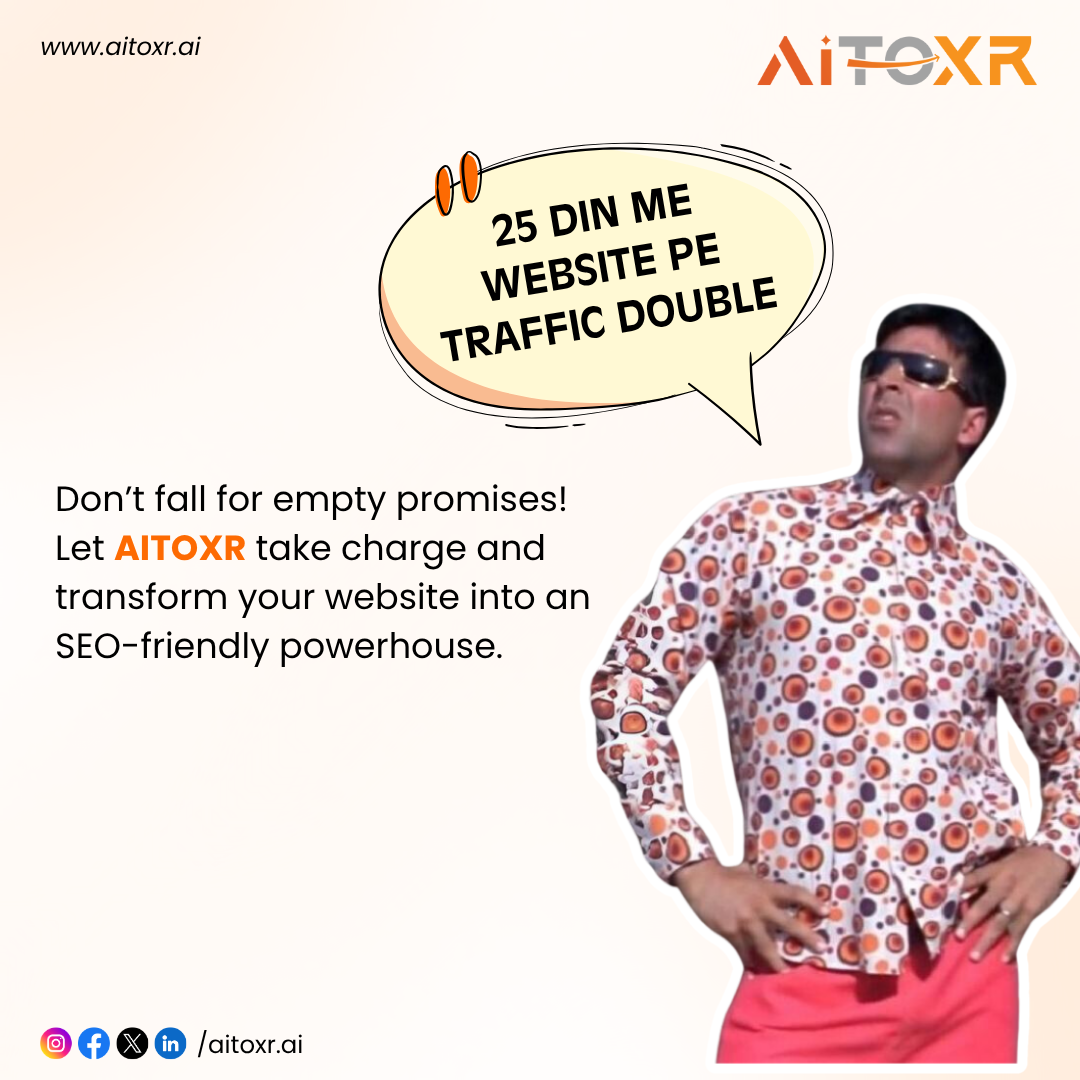 www.aitoxr.ai
AiTOXR
25 DIN ME
WEBSITE PE
TRAFFIC DOUBLE
Don’t fall for empty promises!
Let AITOXR take charge and
transform your website into an
SEO-friendly powerhouse.
/aitoxr.ai